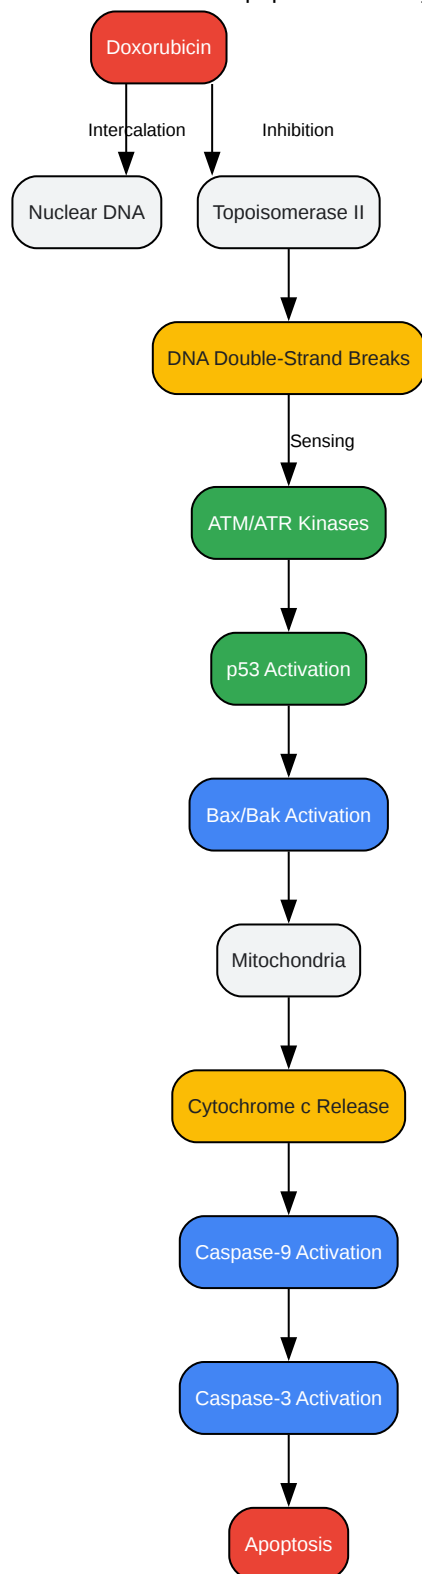 Doxorubicin
Intercalation
Inhibition
Nuclear DNA
Topoisomerase II
DNA Double-Strand Breaks
Sensing
ATM/ATR Kinases
p53 Activation
Bax/Bak Activation
Mitochondria
Cytochrome c Release
Caspase-9 Activation
Caspase-3 Activation
Apoptosis